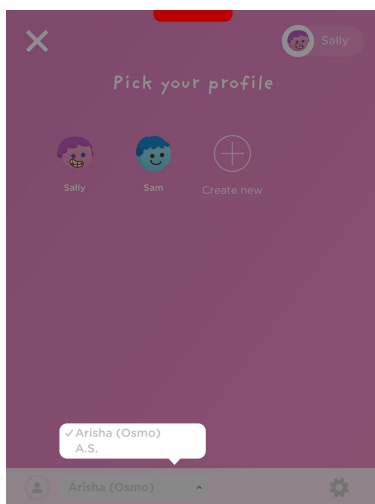 Sally
Pick your profile
Sally
Sam
Create new
✓Arisha (Osmo)
A.S.
Arisha (Osmo)